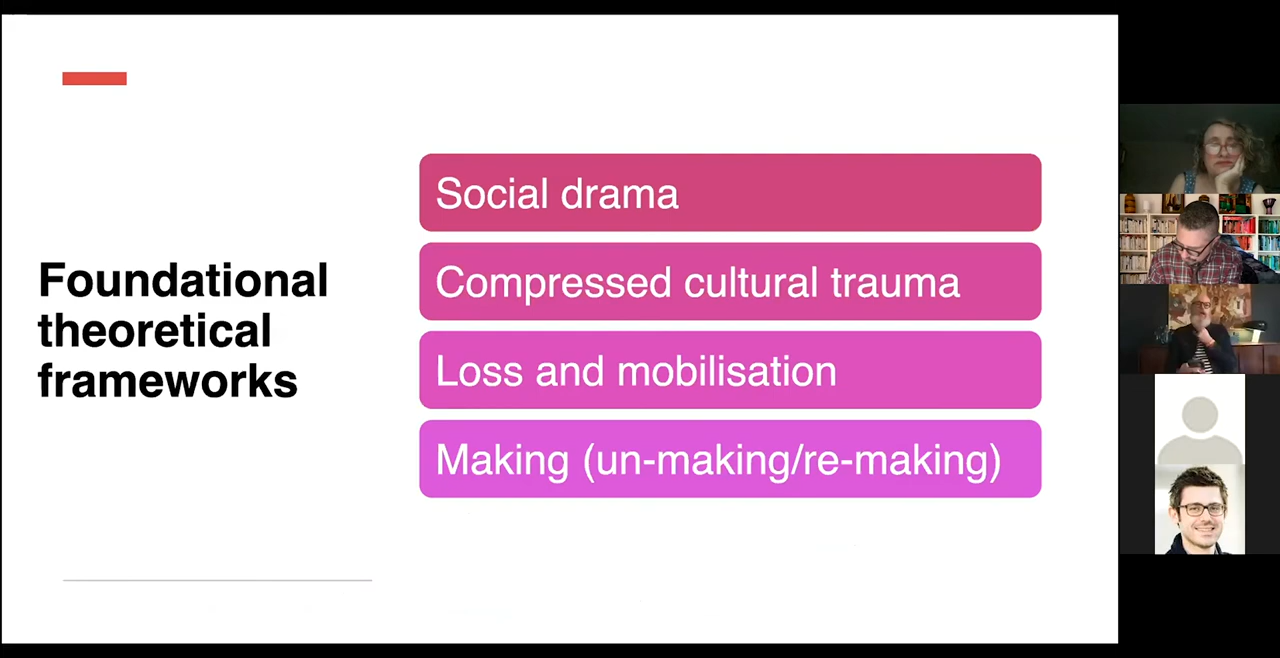 Foundational
theoretical
frameworks
Social drama
Compressed cultural trauma
Loss and mobilisation
Making (un-making/re-making)